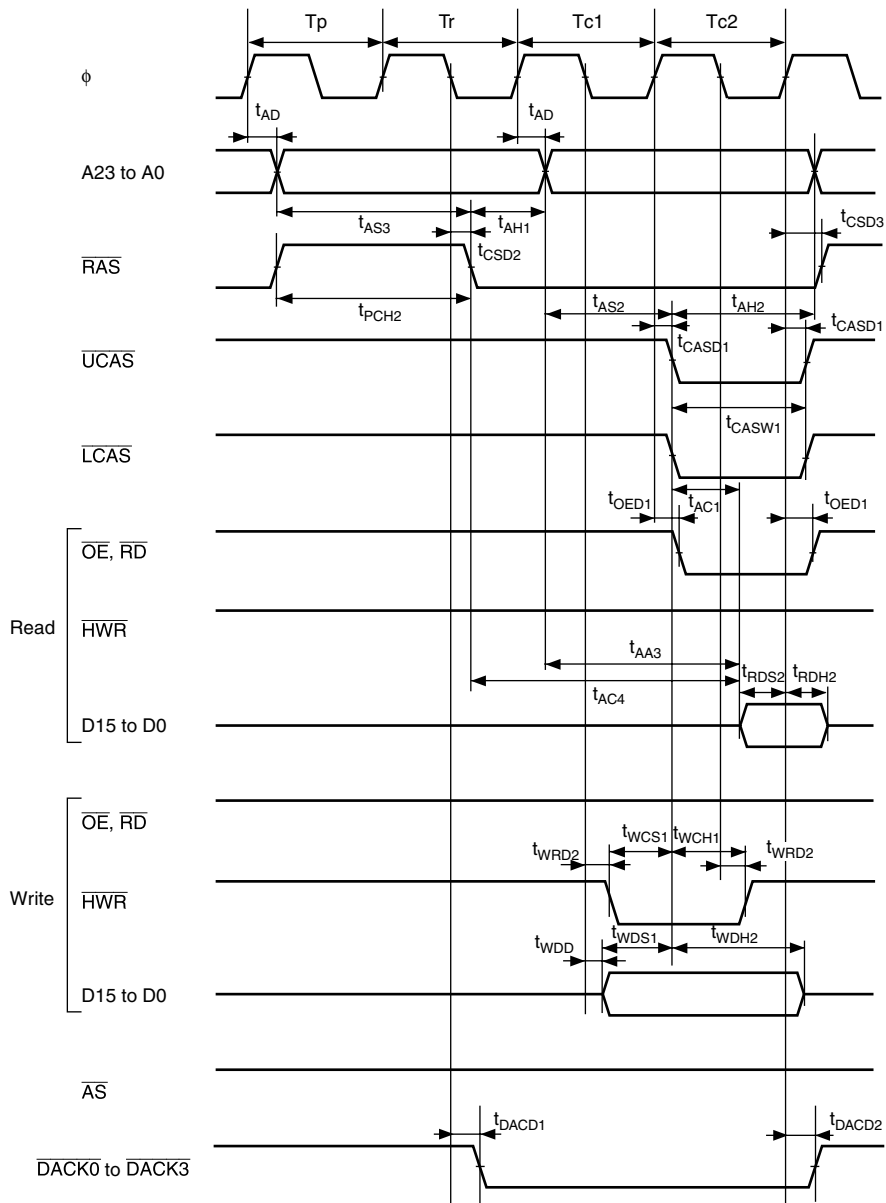 Tp Tr Tc1 Tc2
ϕ
tAD tAD
A23 to A0
tAS3 tAH1 tCSD3
tCSD2
RAS
tAS2 tAH2
tPCH2
tCASD1 tCASD1
UCAS
tCASW1
LCAS
tOED1 tAC1 tOED1
OE, RD
Read
HWR
tAA3
tRDS2 tRDH2
tAC4
D15 to D0
OE, RD
tWCS1 tWCH1
tWRD2 tWRD2
Write
HWR
tWDD tWDS1 tWDH2
D15 to D0
AS
tDACD1 tDACD2
DACK0 to DACK3